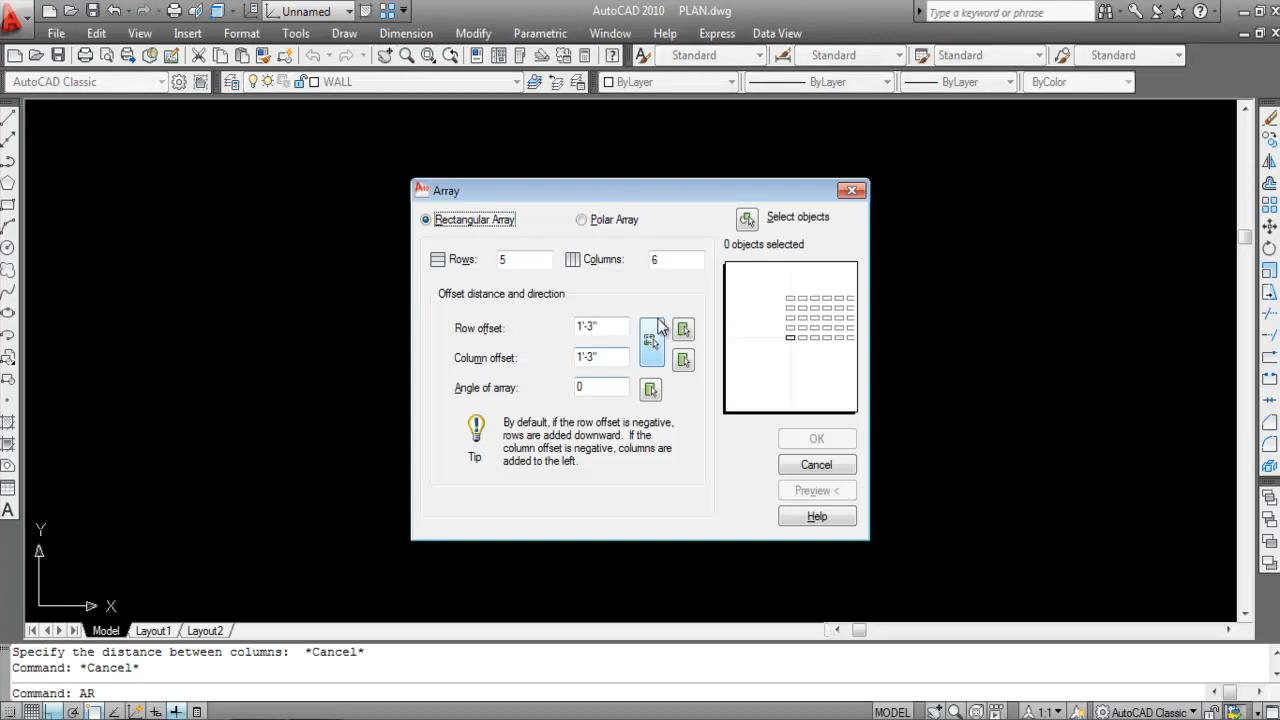 Unnamed AutoCAD 2010 PLAN.dwg Type a keyword or phrase
File Edit View Insert Format Tools Draw Dimension Modify Parametric Window Help Express Data View
Standard Standard Standard Standard
AutoCAD Classic WALL ByLayer ByLayer ByLayer ByColor
Array
Rectangular Array Polar Array Select objects
0 objects selected
Rows: 5 Columns: 6
Offset distance and direction
Row offset: 1'-3"
Column offset: 1'-3"
Angle of array: 0
By default, if the row offset is negative,
rows are added downward. If the
column offset is negative, columns are
added to the left.
Tip
OK
Cancel
Preview <
Help
Y
X
A
Model Layout1 Layout2
Specify the distance between columns: *Cancel*
Command: *Cancel*
Command: AR
MODEL 1:1 AutoCAD Classic